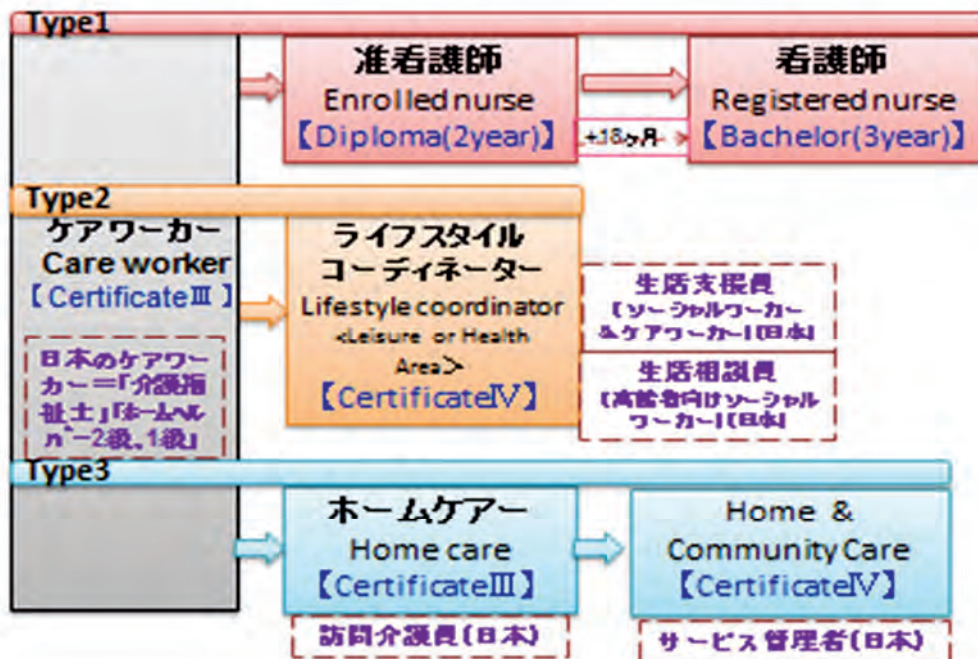 Type1
准看護師
Enrolled nurse
【Diploma(2year)】
+18ヶ月
看護師
Registered nurse
【Bachelor(3year)】
Type2
ケアワーカー
Care worker
【CertificateⅢ】
日本のケアワー
カー＝「介護福
祉士」「ホームヘル
パー2級、1級」
ライフスタイル
コーディネーター
Lifestyle coordinator
<Leisure or Health
Area>
【CertificateⅣ】
生活支援員
[ソーシャルワーカー
&ケアワーカー](日本)
生活相談員
[高齢者向けソーシャル
ワーカー](日本)
Type3
ホームケアー
Home care
【CertificateⅢ】
訪問介護員(日本)
Home &
Community Care
【CertificateⅣ】
サービス管理者(日本)